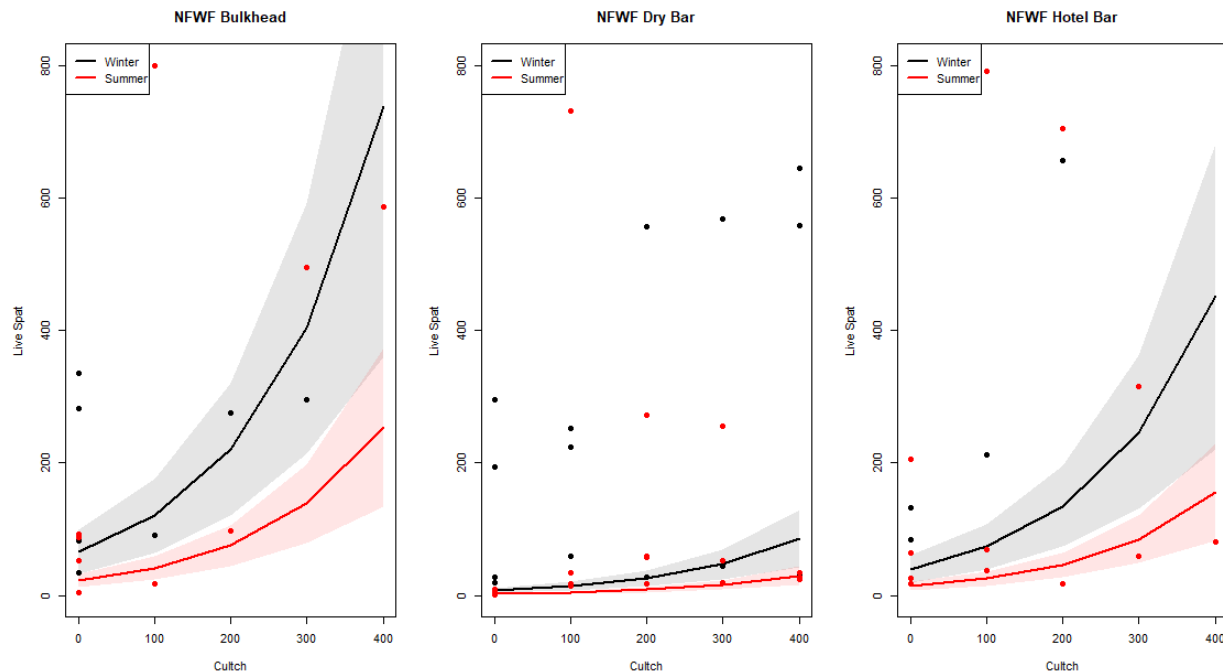 NFWF Bulkhead
NFWF Dry Bar
NFWF Hotel Bar
Winter
Summer
Winter
Summer
Winter
Summer
Live Spat
Live Spat
Live Spat
800
600
400
200
0
800
600
400
200
0
800
600
400
200
0
0 100 200 300 400
0 100 200 300 400
0 100 200 300 400
Cultch
Cultch
Cultch